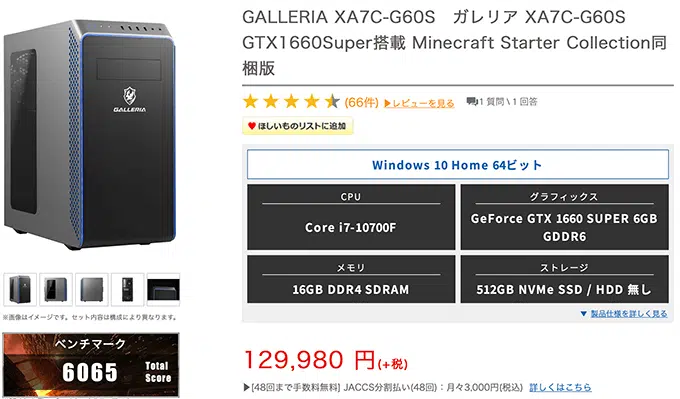 GALLERIA XA7C-G60S　ガレリア XA7C-G60S
GTX1660Super搭載 Minecraft Starter Collection同
梱版
(66件) ▶レビューを見る 1 質問 \ 1 回答
♥ほしいものリストに追加
GALLERIA
Windows 10 Home 64ビット
CPU
Core i7-10700F
グラフィックス
GeForce GTX 1660 SUPER 6GB
GDDR6
メモリ
16GB DDR4 SDRAM
ストレージ
512GB NVMe SSD / HDD 無し
▼ 製品仕様を詳しく見る
※画像はイメージです。セット内容は構成により異なります。
ベンチマーク
6065 Total
Score
129,980 円(+税)
▶[48回まで手数料無料] JACCS分割払い(48回)：月々3,000円(税込) 詳しくはこちら